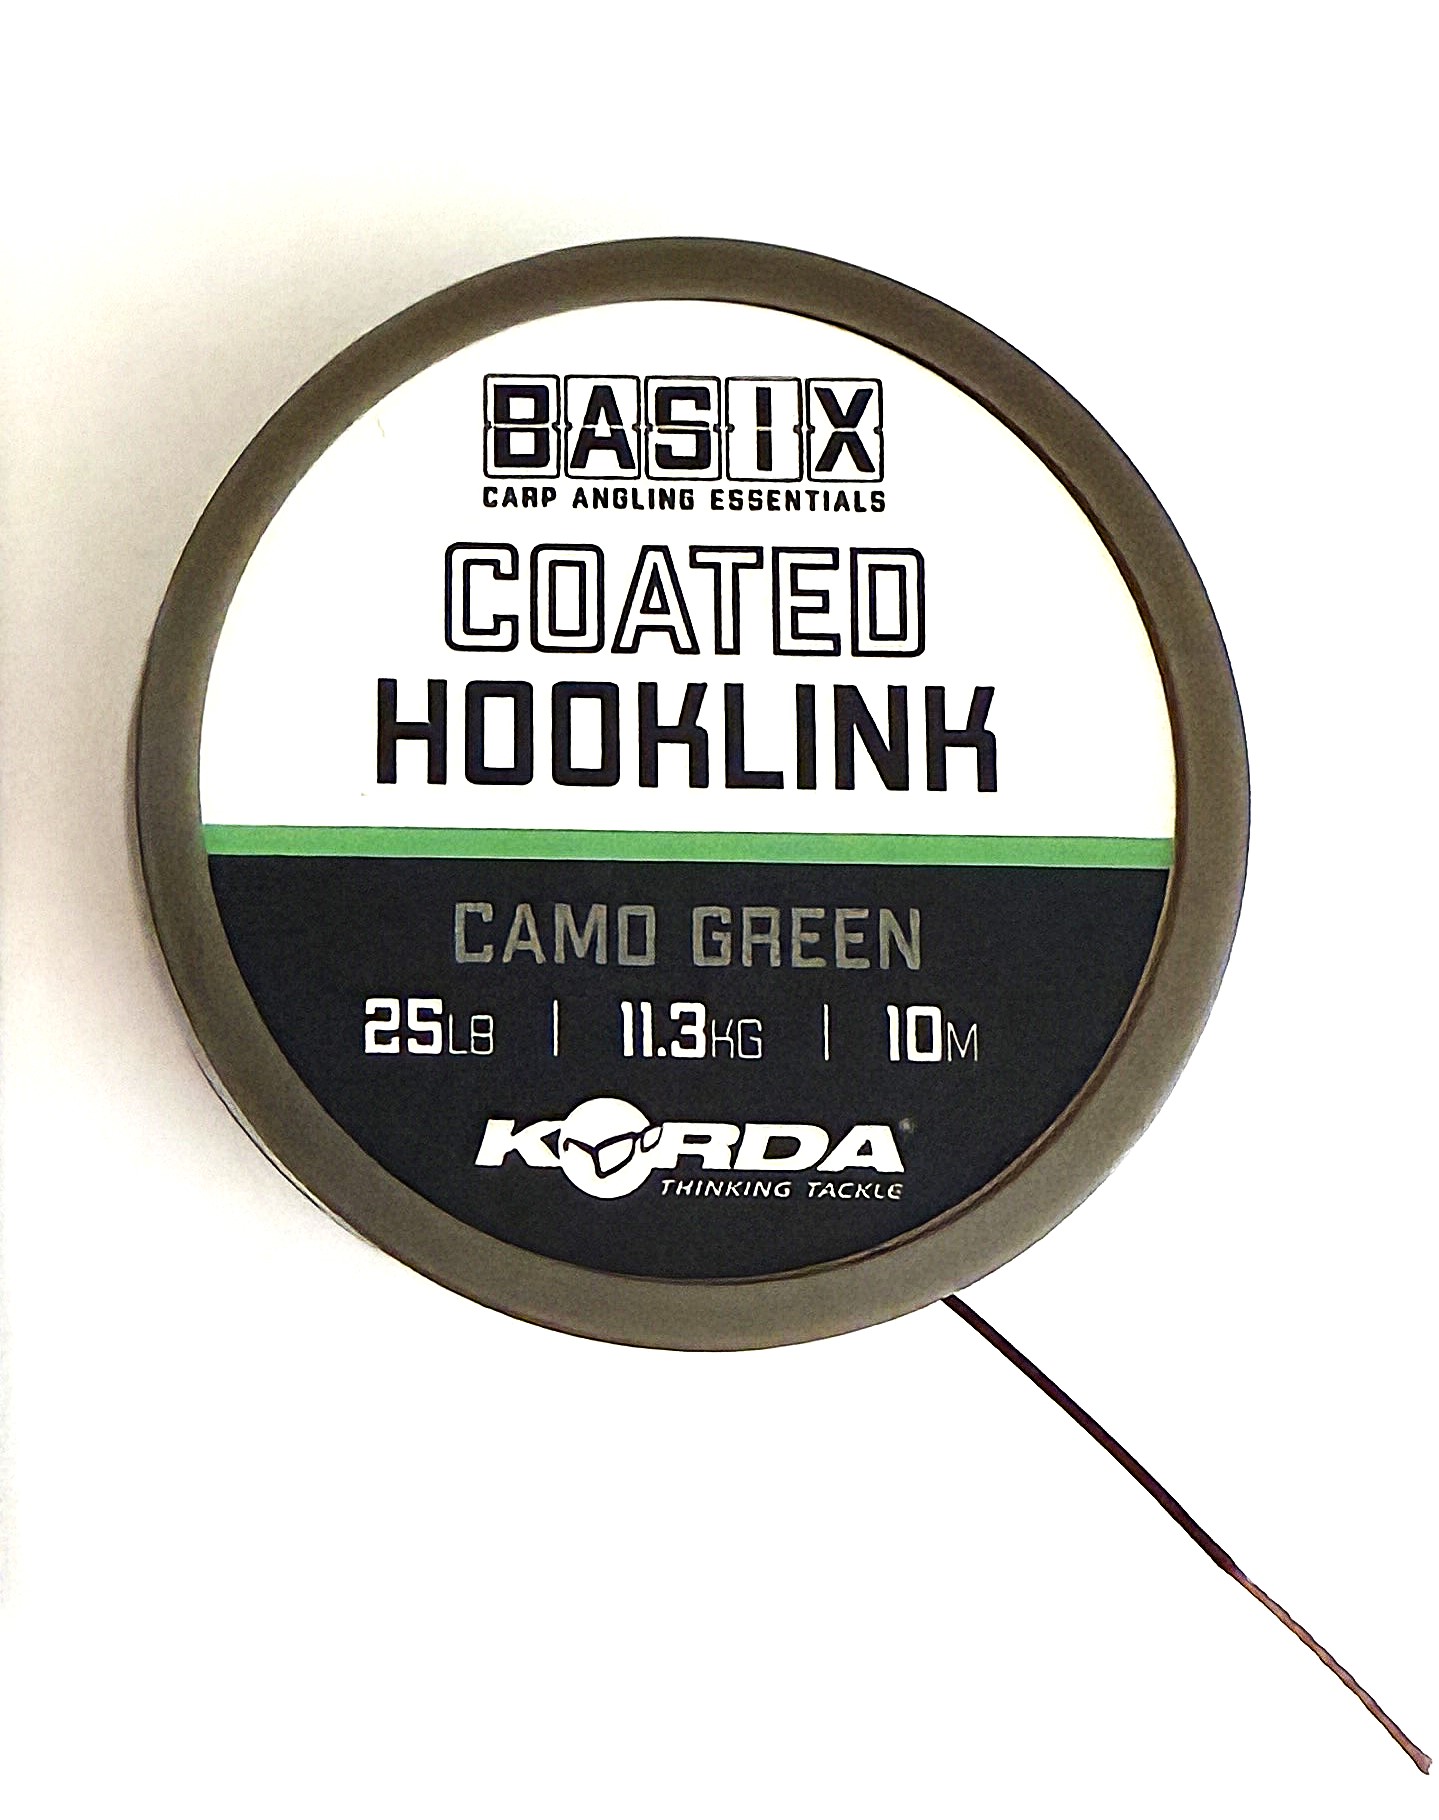 BASIX
CARP ANGLING ESSENTIALS
COATED
HOOKLINK
CAMO GREEN
25LB | 11.3KG | 10M
KORDA
THINKING TACKLE